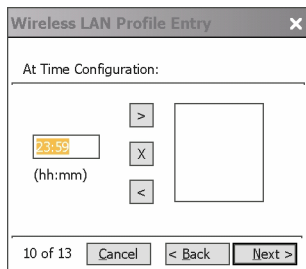 Wireless LAN Profile Entry X
At Time Configuration:
>
23:59
X
(hh:mm)
<
10 of 13 Cancel < Back Next >